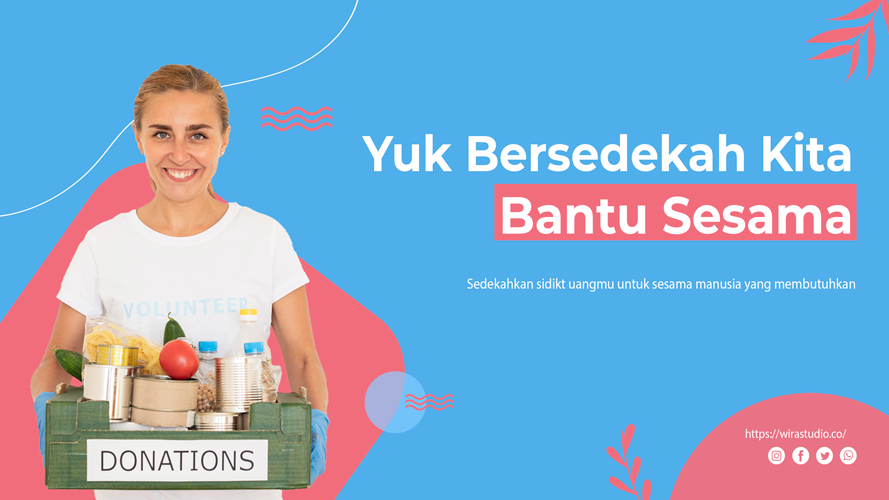 Yuk Bersedekah Kita
Bantu Sesama
Sedekahkan sidikt uangmu untuk sesama manusia yang membutuhkan
VOLUNTEER
DONATIONS
https://wirastudio.co/